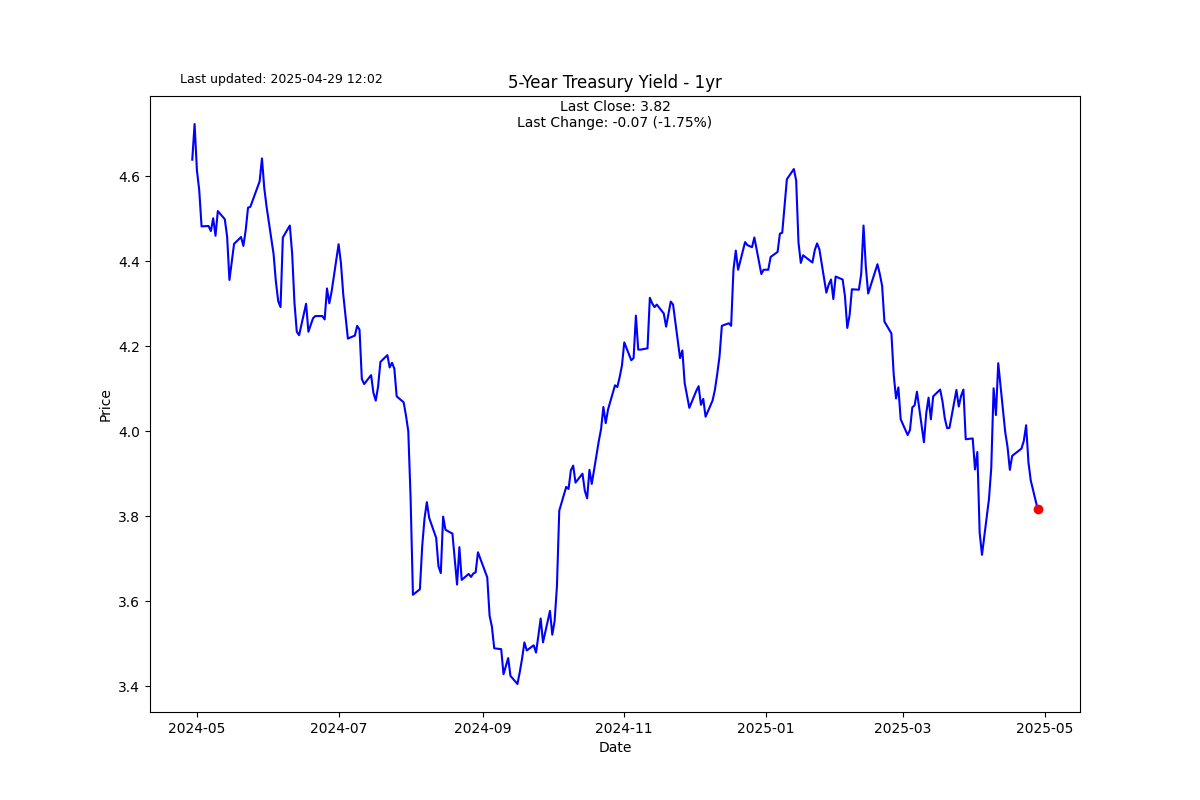 Last updated: 2025-04-29 12:02
5-Year Treasury Yield - 1yr
Last Close: 3.82
Last Change: -0.07 (-1.75%)
Price
4.6
4.4
4.2
4.0
3.8
3.6
3.4
2024-05
2024-07
2024-09
2024-11
2025-01
2025-03
2025-05
Date